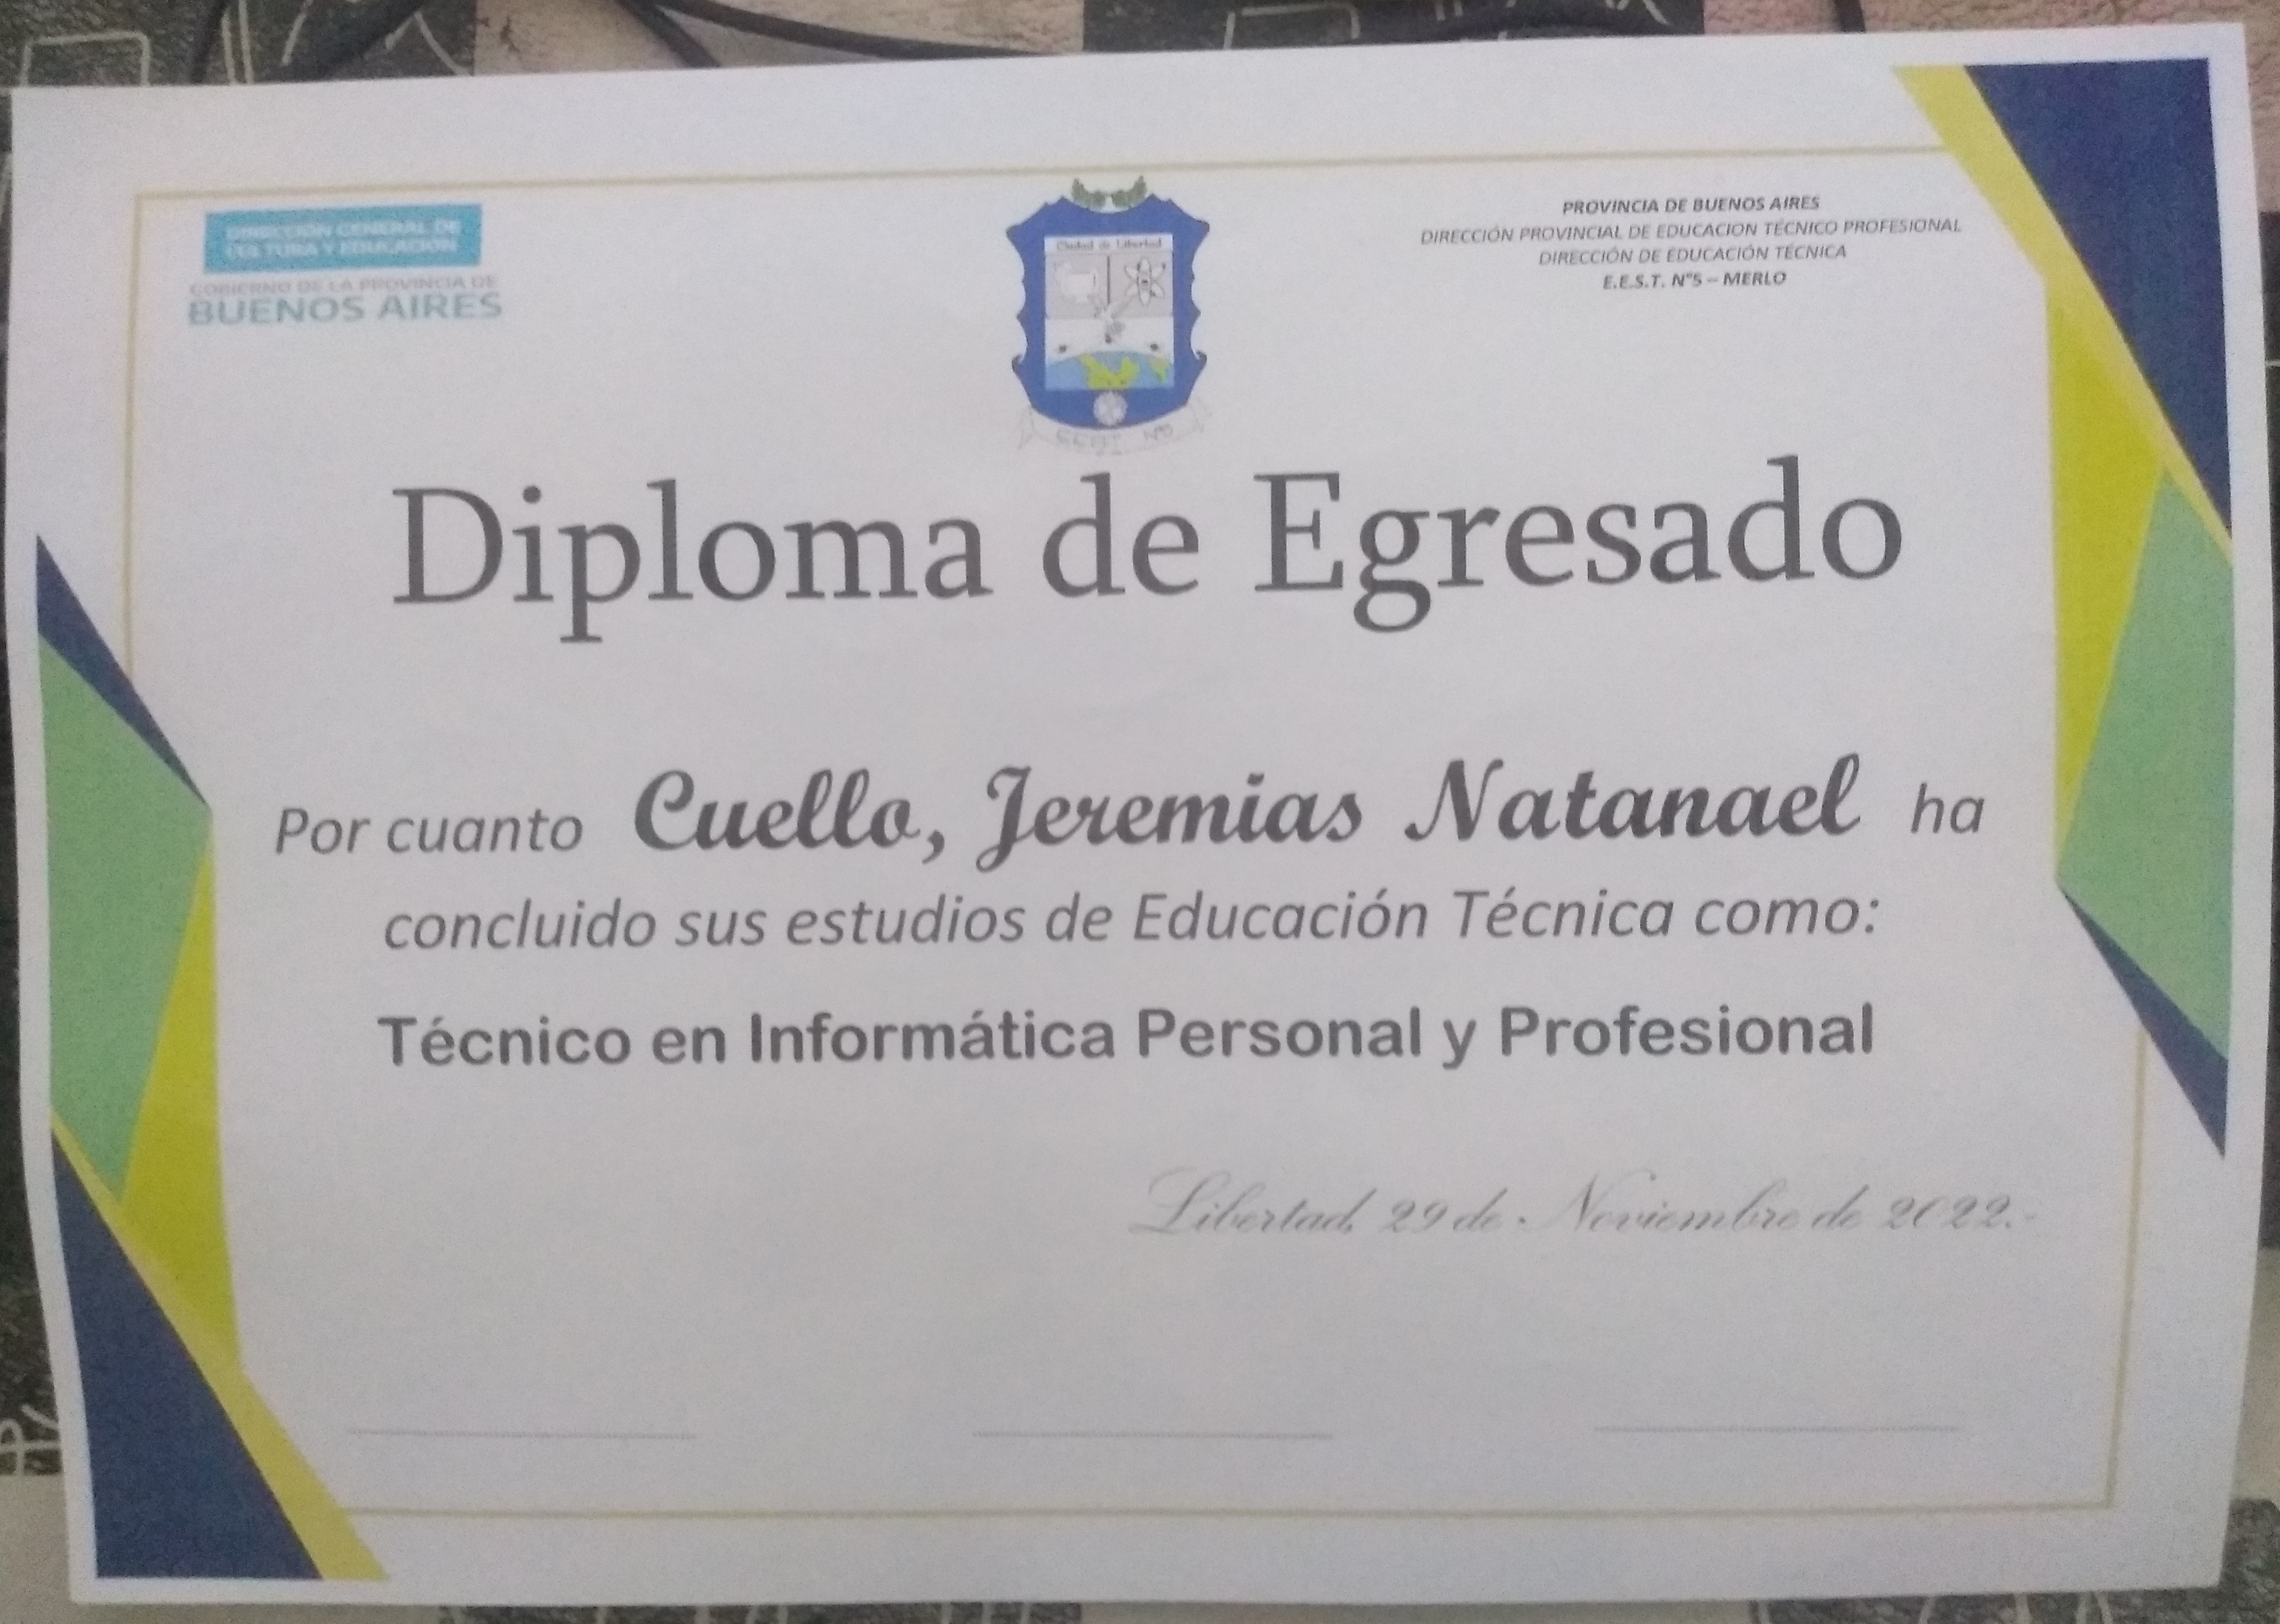 DIRECCIÓN GENERAL DE
CULTURA Y EDUCACIÓN
GOBIERNO DE LA PROVINCIA DE
BUENOS AIRES
Ciudad de Libertad
PROVINCIA DE BUENOS AIRES
DIRECCIÓN PROVINCIAL DE EDUCACION TÉCNICO PROFESIONAL
DIRECCIÓN DE EDUCACIÓN TÉCNICA
E.E.S.T. N°5 – MERLO
Diploma de Egresado
Por cuanto Cuello, Jeremias Natanael ha
concluido sus estudios de Educación Técnica como:
Técnico en Informática Personal y Profesional
Libertad, 29 de Noviembre de 2022.-